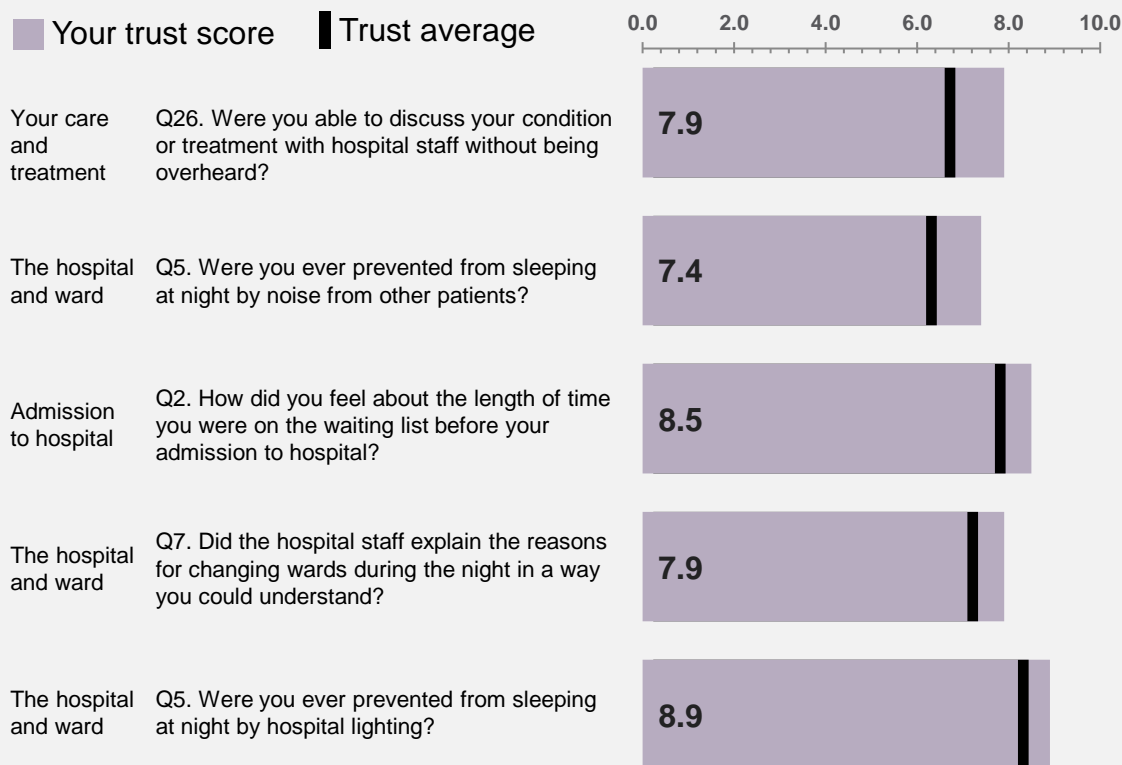 Your trust score Trust average
0.0 2.0 4.0 6.0 8.0 10.0
Your care
and
treatment
Q26. Were you able to discuss your condition
or treatment with hospital staff without being
overheard?
7.9
The hospital
and ward
Q5. Were you ever prevented from sleeping
at night by noise from other patients?
7.4
Admission
to hospital
Q2. How did you feel about the length of time
you were on the waiting list before your
admission to hospital?
8.5
The hospital
and ward
Q7. Did the hospital staff explain the reasons
for changing wards during the night in a way
you could understand?
7.9
The hospital
and ward
Q5. Were you ever prevented from sleeping
at night by hospital lighting?
8.9